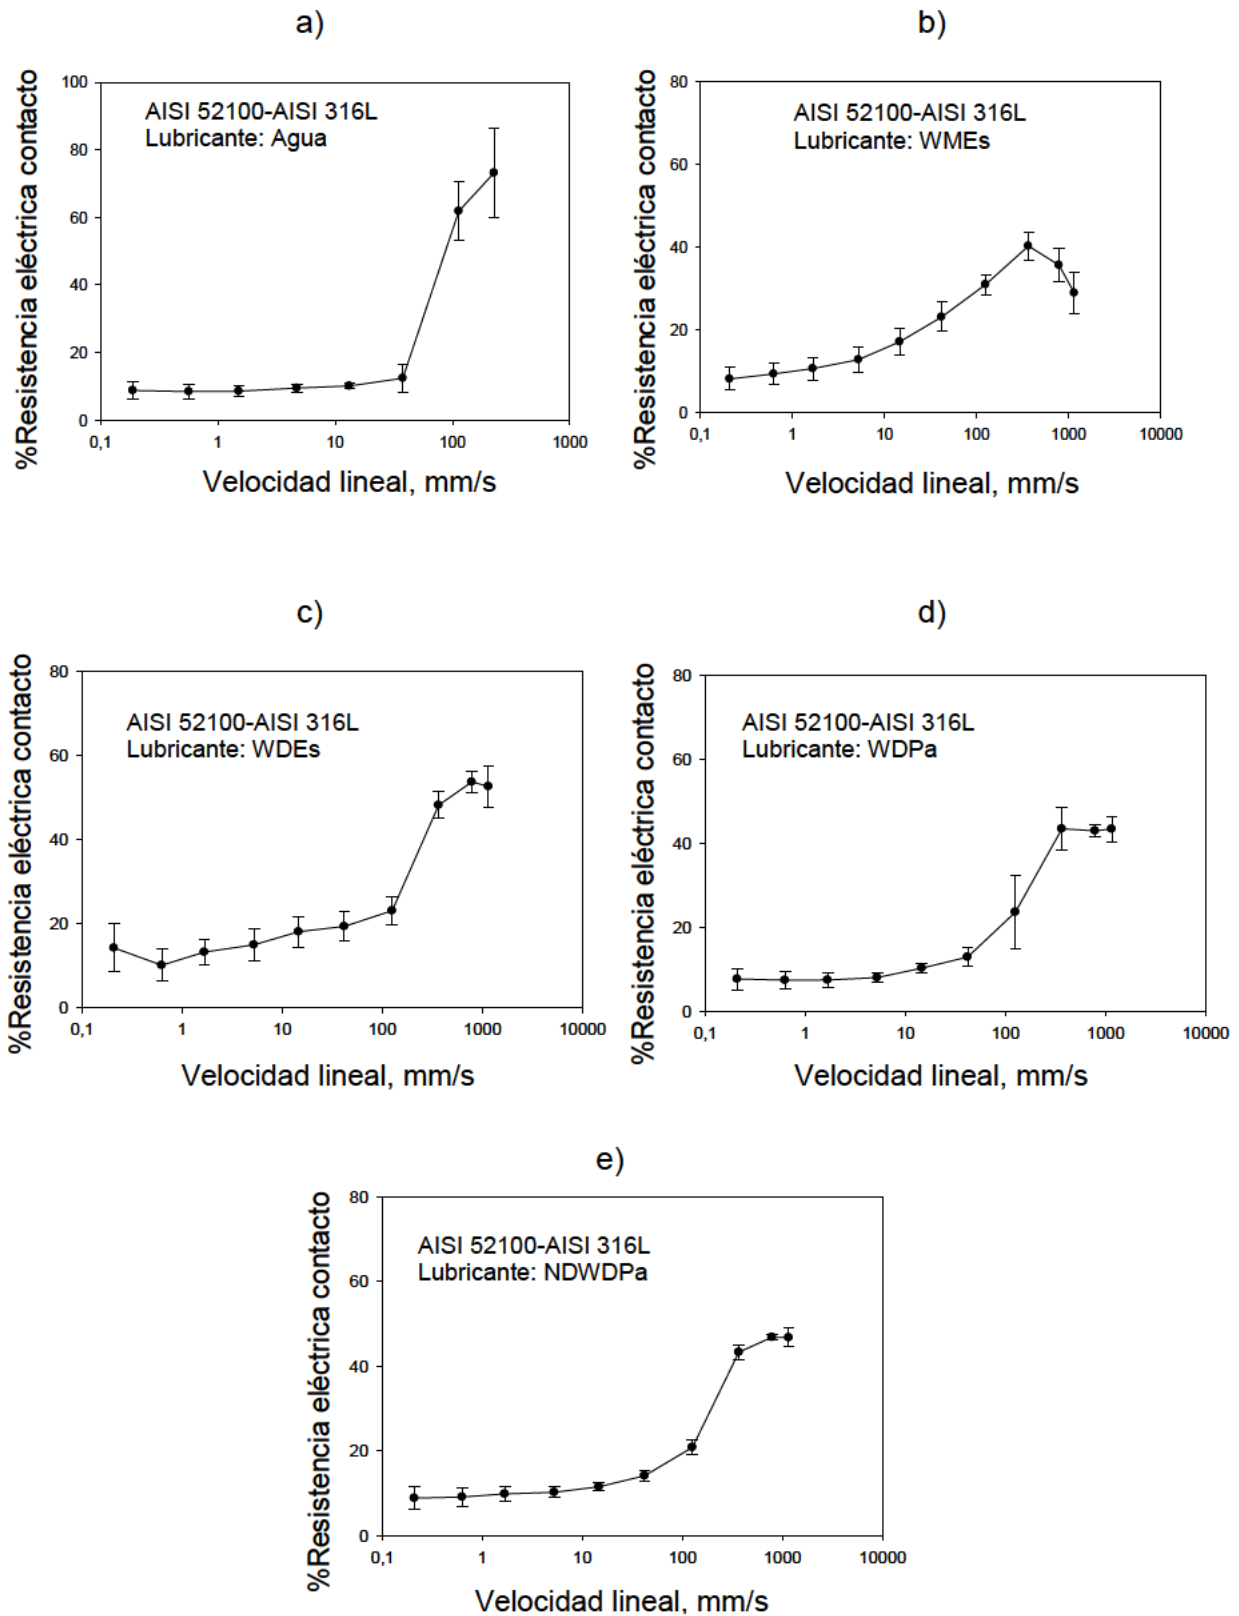 a)
%Resistencia eléctrica contacto
100
80
60
40
20
0
AISI 52100-AISI 316L
Lubricante: Agua
0,1
1
10
100
1000
Velocidad lineal, mm/s
b)
%Resistencia eléctrica contacto
80
60
40
20
0
AISI 52100-AISI 316L
Lubricante: WMEs
0,1
1
10
100
1000
10000
Velocidad lineal, mm/s
c)
%Resistencia eléctrica contacto
80
60
40
20
0
AISI 52100-AISI 316L
Lubricante: WDEs
0,1
1
10
100
1000
10000
Velocidad lineal, mm/s
d)
%Resistencia eléctrica contacto
80
60
40
20
0
AISI 52100-AISI 316L
Lubricante: WDPa
0,1
1
10
100
1000
10000
Velocidad lineal, mm/s
e)
%Resistencia eléctrica contacto
80
60
40
20
0
AISI 52100-AISI 316L
Lubricante: NDWDPa
0,1
1
10
100
1000
10000
Velocidad lineal, mm/s